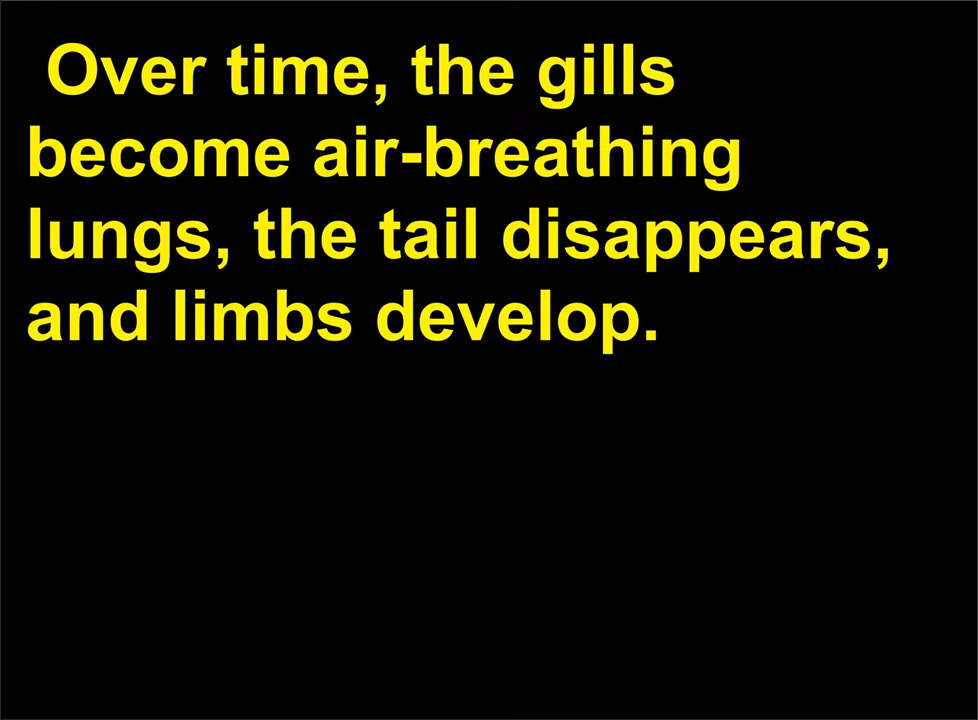 Over time, the gills
become air-breathing
lungs, the tail disappears,
and limbs develop.